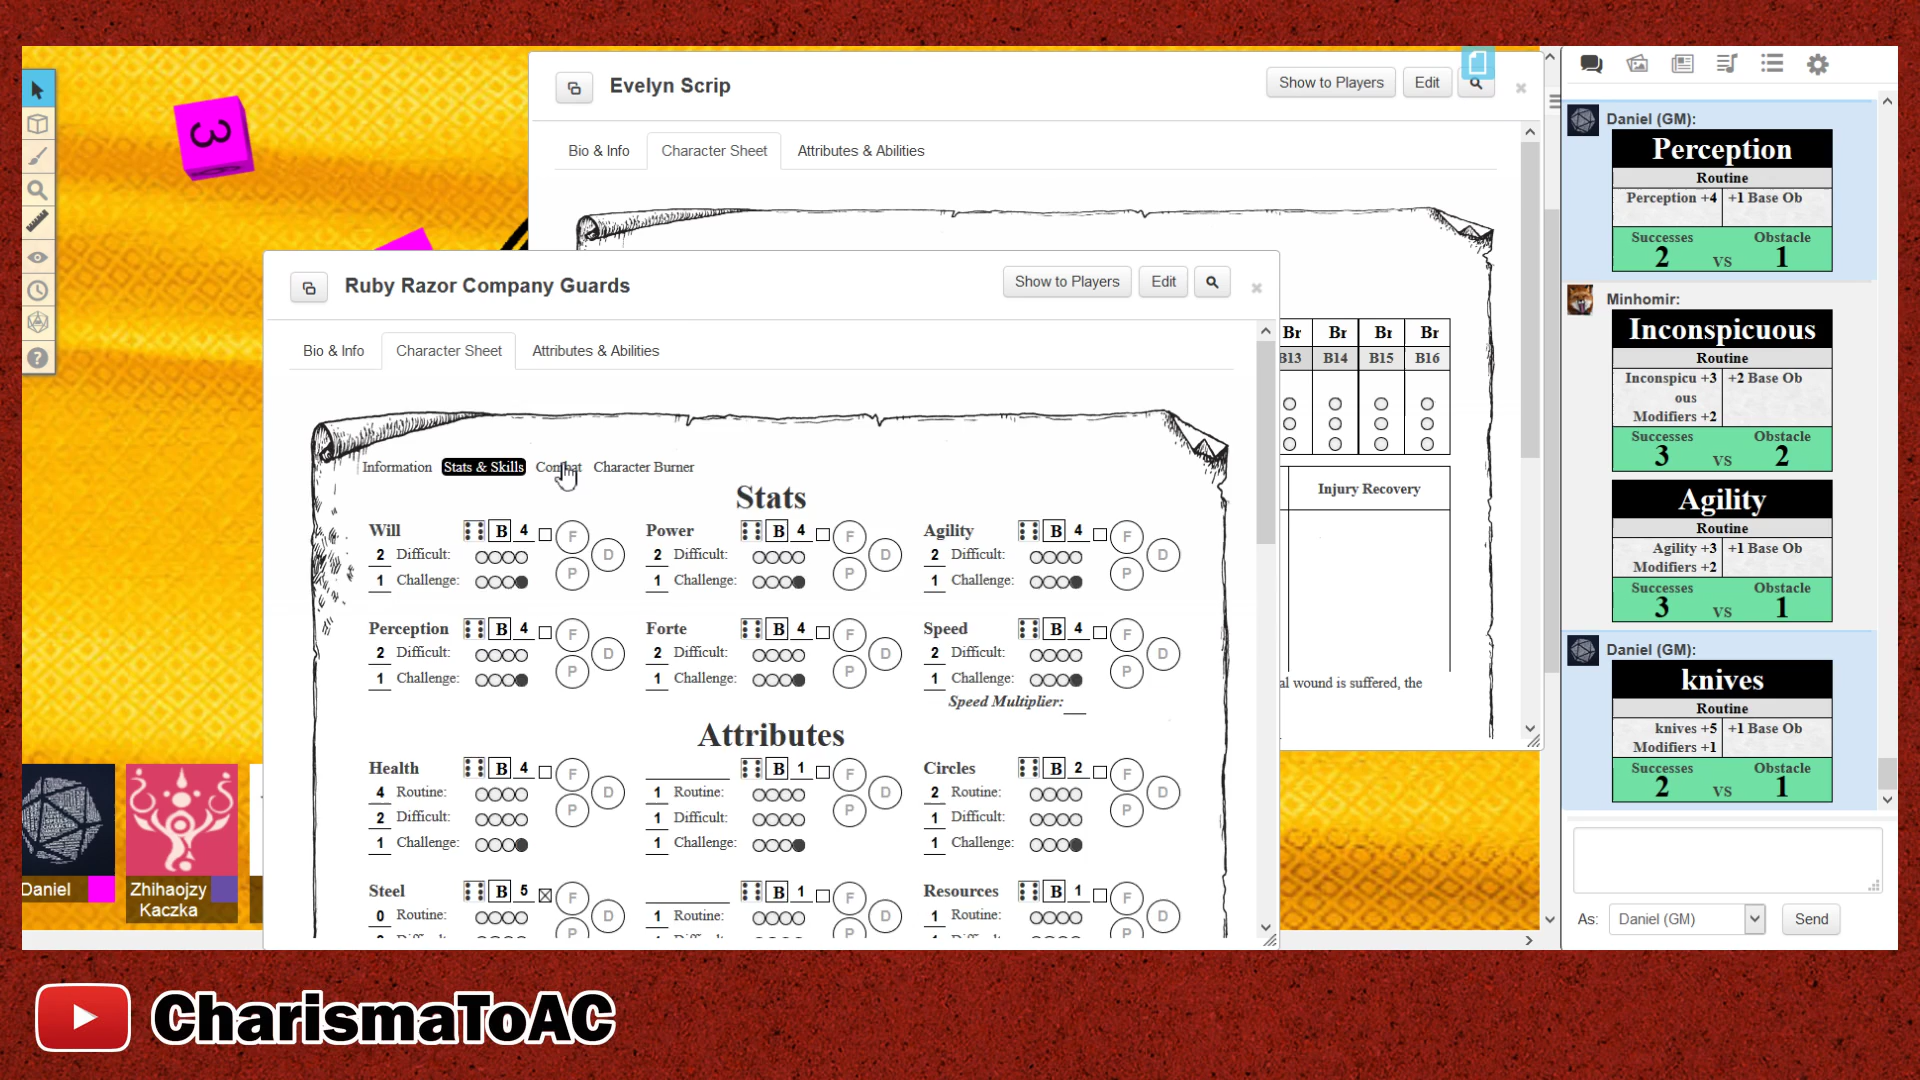 Evelyn Scrip
Show to Players
Edit
Bio & Info
Character Sheet
Attributes & Abilities
Br Br Br Br
B13 B14 B15 B16
Injury Recovery
al wound is suffered, the
3
Ruby Razor Company Guards
Show to Players
Edit
Bio & Info
Character Sheet
Attributes & Abilities
Information Stats & Skills Combat Character Burner
Stats
Will B 4 F D P
2 Difficult:
1 Challenge:
Power B 4 F D P
2 Difficult:
1 Challenge:
Agility B 4 F D P
2 Difficult:
1 Challenge:
Perception B 4 F D P
2 Difficult:
1 Challenge:
Forte B 4 F D P
2 Difficult:
1 Challenge:
Speed B 4 F D P
2 Difficult:
1 Challenge:
Speed Multiplier:
Attributes
Health B 4 F D P
4 Routine:
2 Difficult:
1 Challenge:
B 1 F D P
1 Routine:
1 Difficult:
1 Challenge:
Circles B 2 F D P
2 Routine:
1 Difficult:
1 Challenge:
Steel B 5 F D P
0 Routine:
B 1 F D P
1 Routine:
Resources B 1 F D P
1 Routine:
Daniel
Zhihaojzy
Kaczka
Daniel (GM):
Perception
Routine
Perception +4 +1 Base Ob
Successes Obstacle
2 VS 1
Minhomir:
Inconspicuous
Routine
Inconspicu +3 +2 Base Ob
ous
Modifiers +2
Successes Obstacle
3 VS 2
Agility
Routine
Agility +3 +1 Base Ob
Modifiers +2
Successes Obstacle
3 VS 1
Daniel (GM):
knives
Routine
knives +5 +1 Base Ob
Modifiers +1
Successes Obstacle
2 VS 1
As: Daniel (GM) Send
CharismaToAC